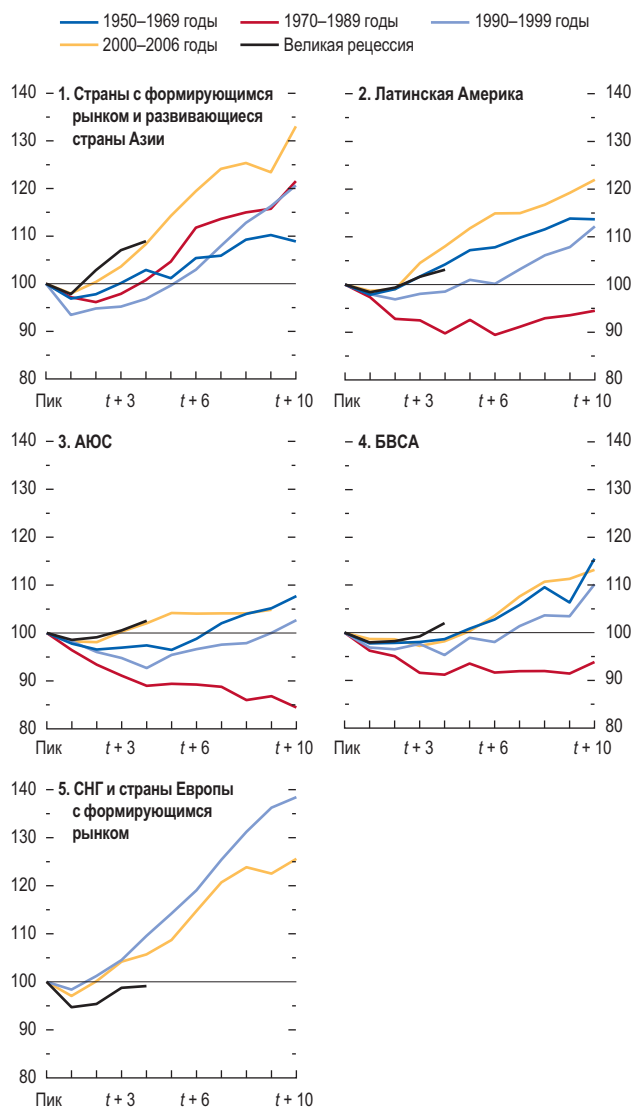 1950–1969 годы 1970–1989 годы 1990–1999 годы
2000–2006 годы Великая рецессия
1. Страны с формирующимся
рынком и развивающиеся
страны Азии
140
130
120
110
100
90
80
Пик t + 3 t + 6 t + 10
2. Латинская Америка
140
130
120
110
100
90
80
Пик t + 3 t + 6 t + 10
3. АЮС
140
130
120
110
100
90
80
Пик t + 3 t + 6 t + 10
4. БВСА
140
130
120
110
100
90
80
Пик t + 3 t + 6 t + 10
5. СНГ и страны Европы
с формирующимся
рынком
140
130
120
110
100
90
80
Пик t + 3 t + 6 t + 10